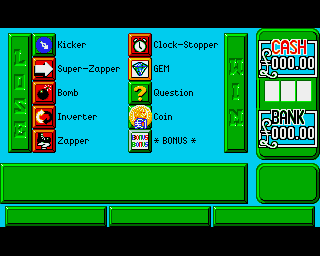 LOSE
Kicker
Super-Zapper
Bomb
Inverter
Zapper
Clock-Stopper
GEM
Question
Coin
BONUS
BONUS
* BONUS *
WIN
CASH
£000.00
BANK
£000.00